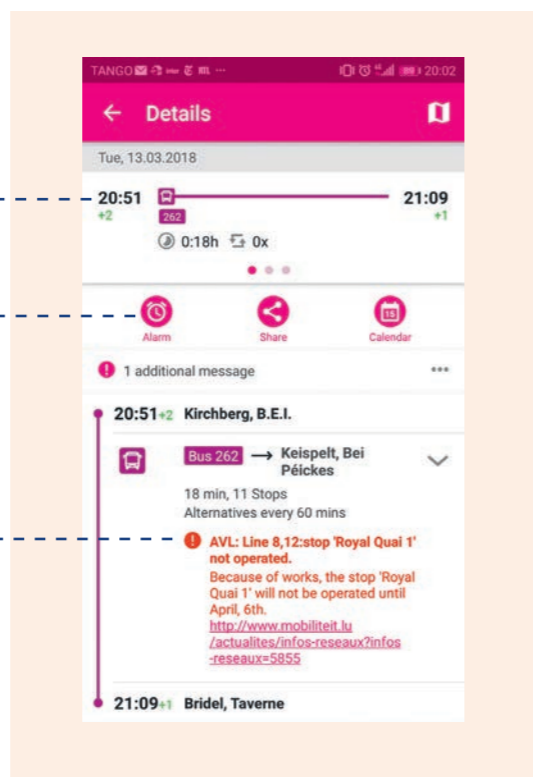 TANGO 20:02
Details
Tue, 13.03.2018
20:51 21:09
+2 262 +1
0:18h 0x
15
Alarm Share Calendar
1 additional message
20:51+2 Kirchberg, B.E.I.
Bus 262 → Keispelt, Bei
Péickes
18 min, 11 Stops
Alternatives every 60 mins
AVL: Line 8,12:stop 'Royal Quai 1'
not operated.
Because of works, the stop 'Royal
Quai 1' will not be operated until
April, 6th.
http://www.mobiliteit.lu
/actualites/infos-reseaux?infos
-reseaux=5855
21:09+1 Bridel, Taverne